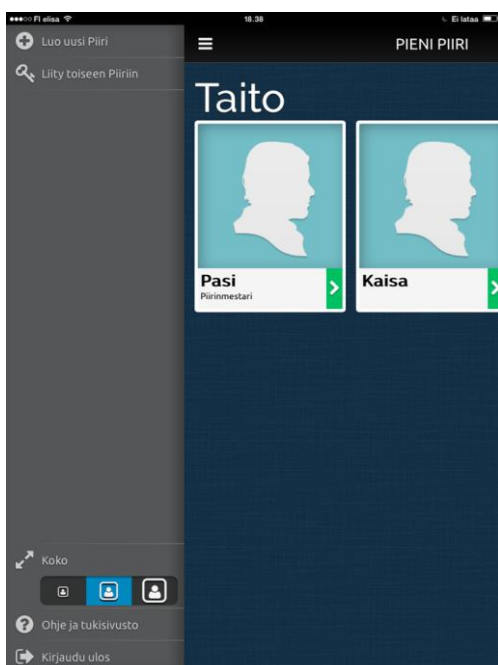 FI elisa
18.38
Ei lataa
Luo uusi Piiri
Liity toiseen Piiriin
PIENI PIIRI
Taito
Pasi
Piirinmestari
Kaisa
Koko
Ohje ja tukisivusto
Kirjaudu ulos